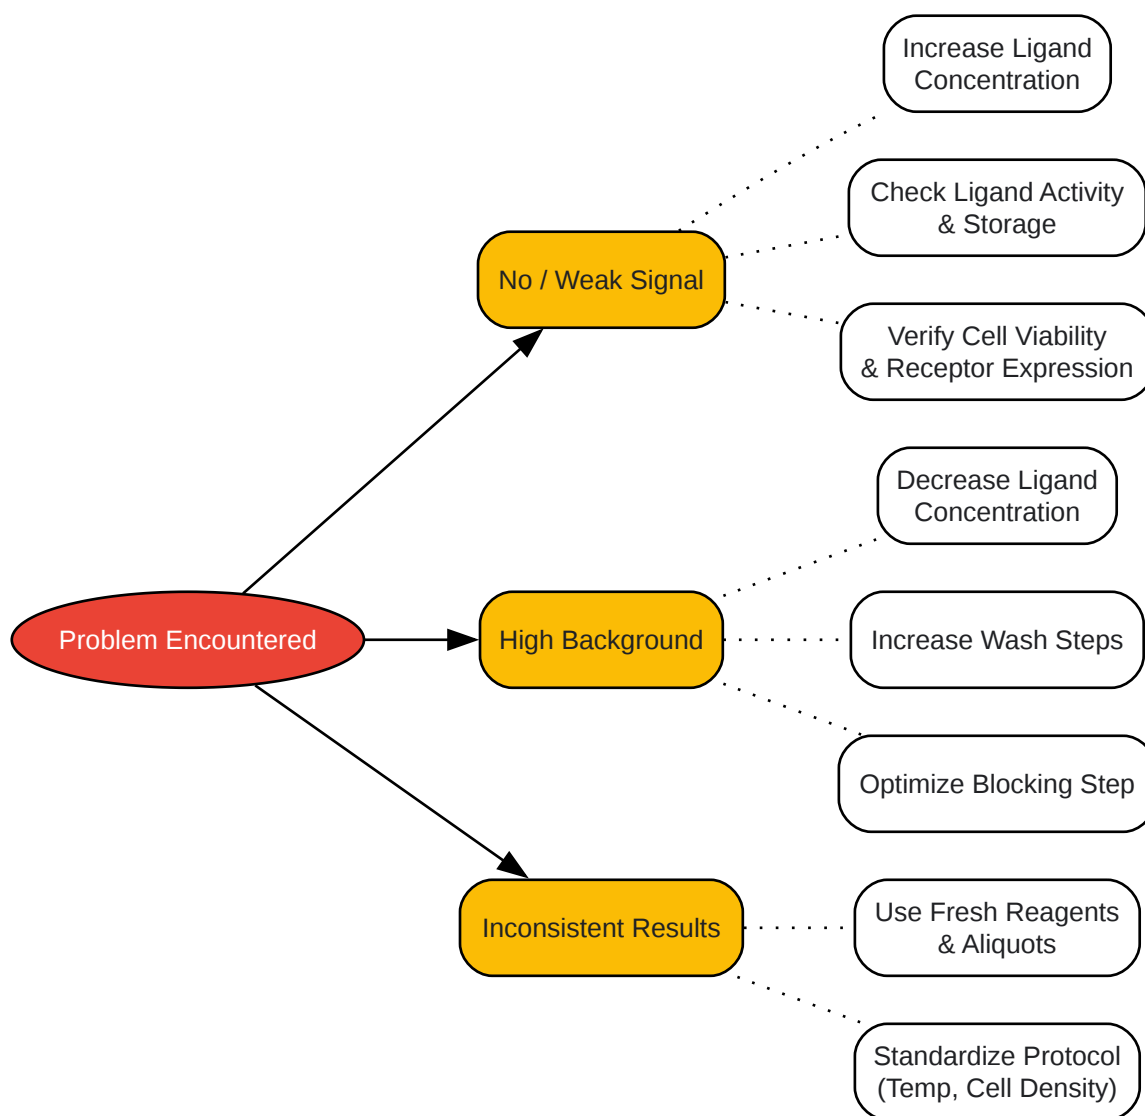 Increase Ligand
Concentration
Check Ligand Activity
& Storage
No / Weak Signal
Verify Cell Viability
& Receptor Expression
Decrease Ligand
Concentration
Problem Encountered
High Background
Increase Wash Steps
Optimize Blocking Step
Use Fresh Reagents
& Aliquots
Inconsistent Results
Standardize Protocol
(Temp, Cell Density)